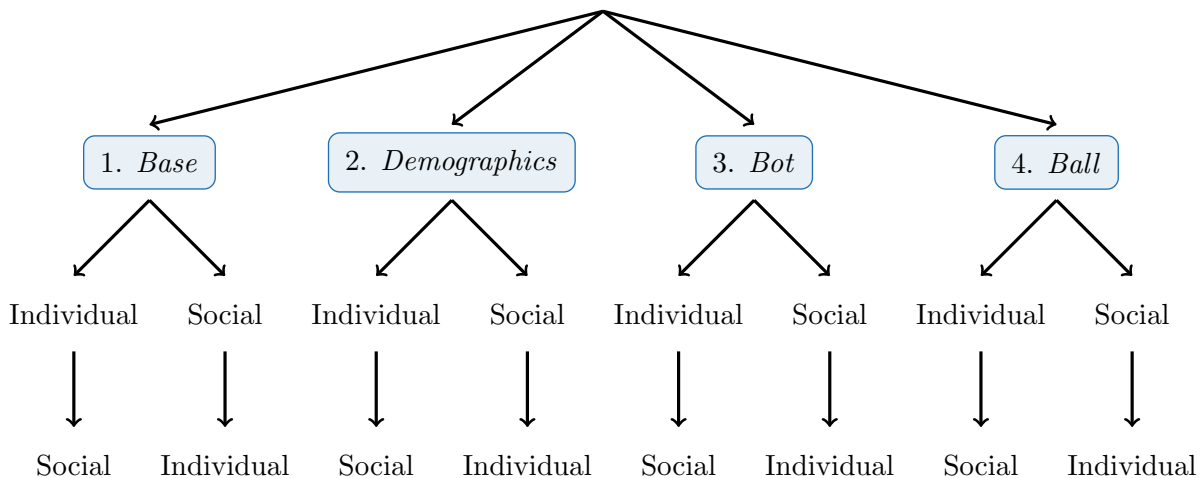 1. Base 2. Demographics 3. Bot 4. Ball
Individual Social Individual Social Individual Social Individual Social
Social Individual Social Individual Social Individual Social Individual